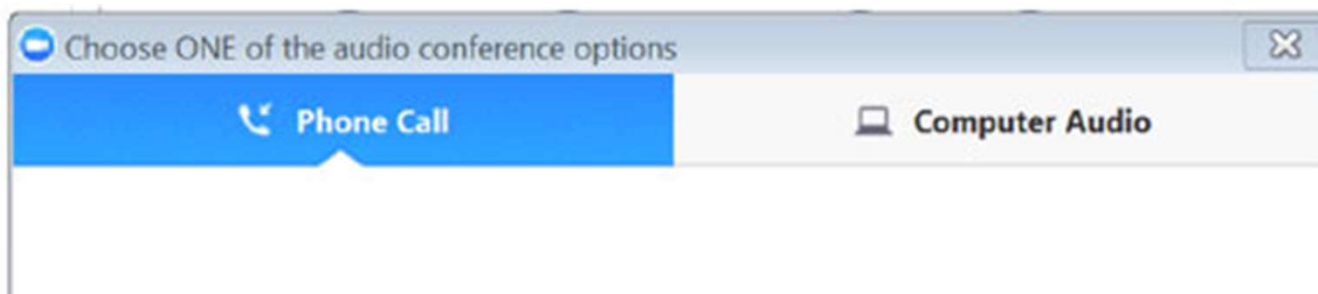 Choose ONE of the audio conference options
Phone Call
Computer Audio